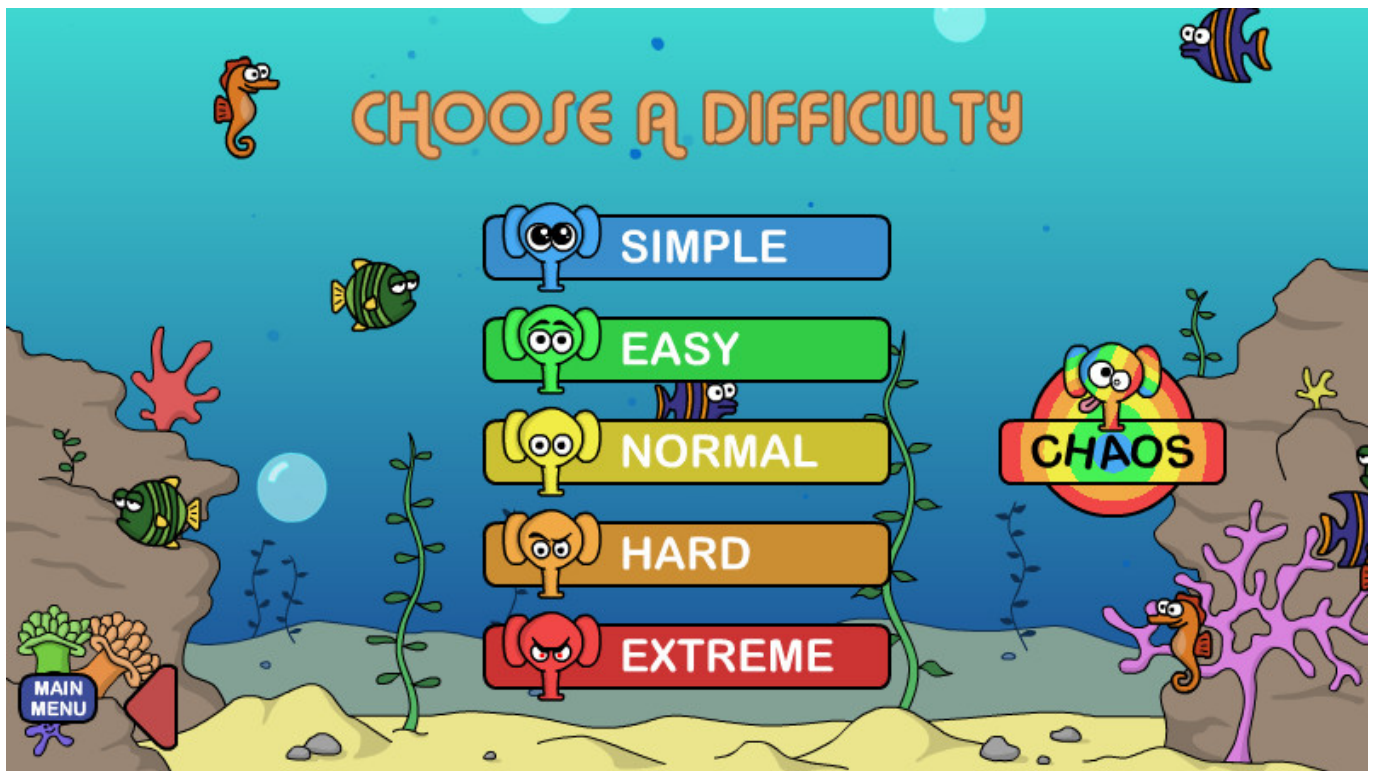 CHOOSE A DIFFICULTY
SIMPLE
EASY
NORMAL
CHAOS
HARD
EXTREME
MAIN
MENU